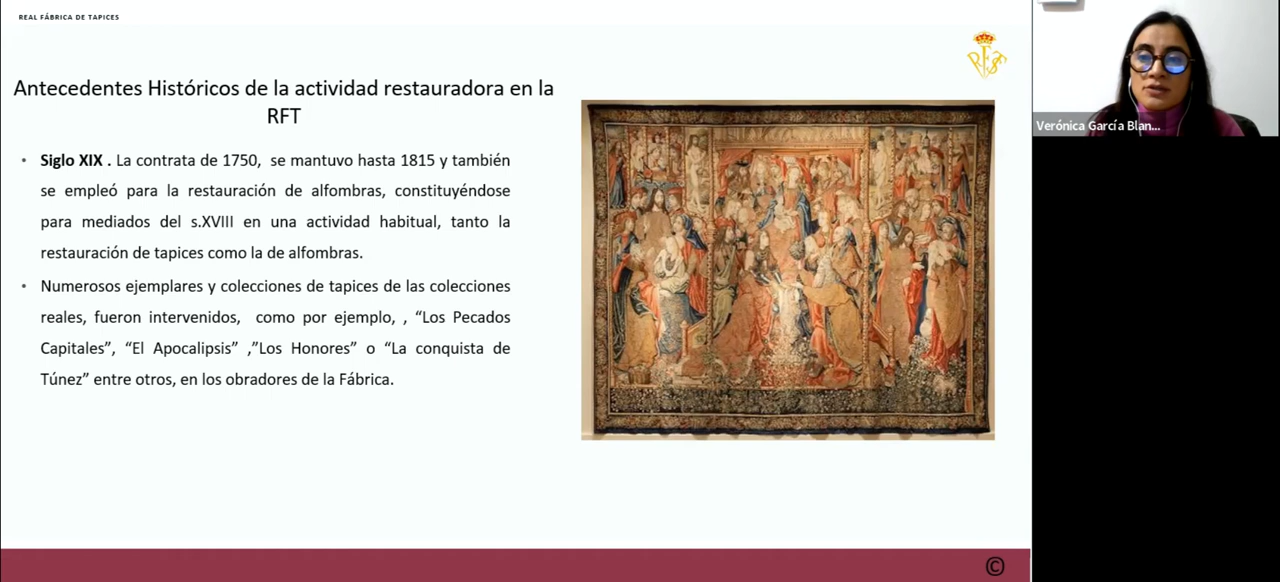 REAL FÁBRICA DE TAPICES
Antecedentes Históricos de la actividad restauradora en la
RFT
• Siglo XIX . La contrata de 1750, se mantuvo hasta 1815 y también
se empleó para la restauración de alfombras, constituyéndose
para mediados del s.XVIII en una actividad habitual, tanto la
restauración de tapices como la de alfombras.
• Numerosos ejemplares y colecciones de tapices de las colecciones
reales, fueron intervenidos, como por ejemplo, , “Los Pecados
Capitales”, “El Apocalipsis” ,”Los Honores” o “La conquista de
Túnez” entre otros, en los obradores de la Fábrica.
Verónica García Blan...
©